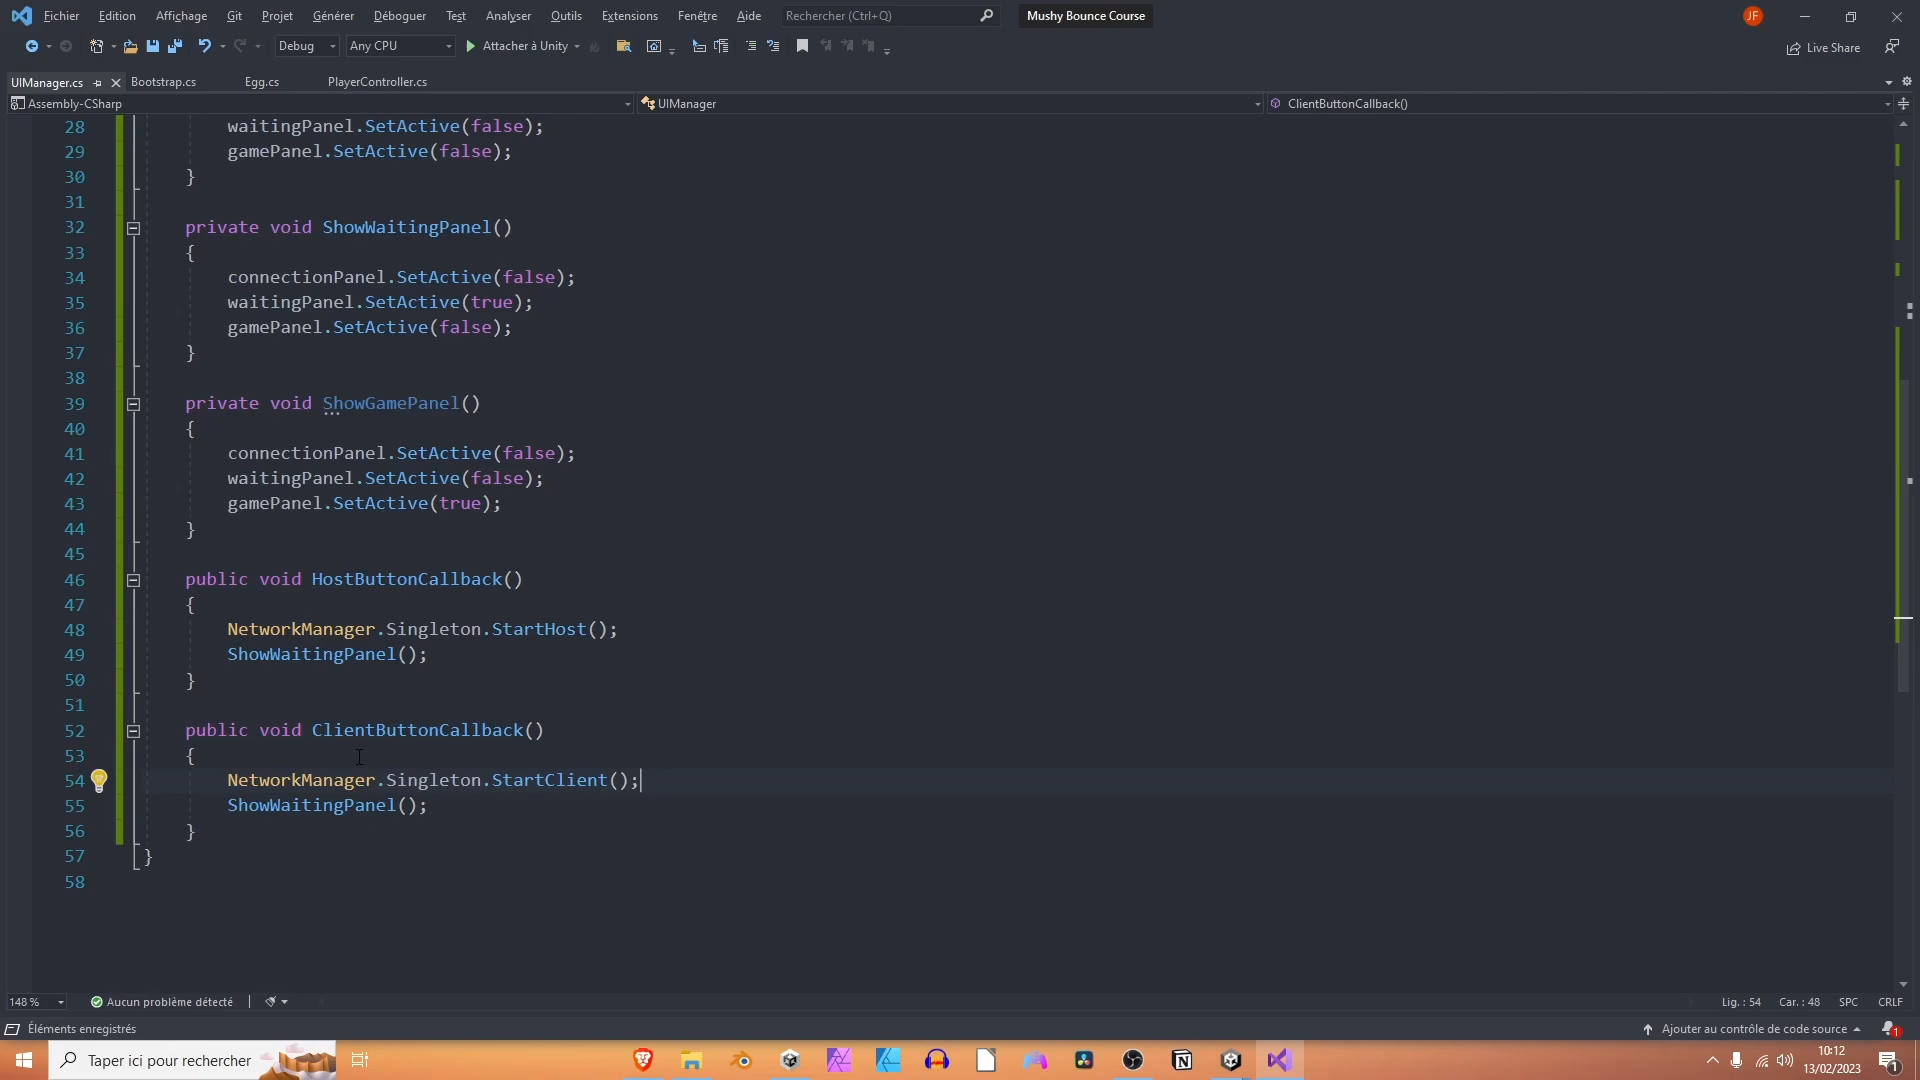 Fichier Edition Affichage Git Projet Générer Déboguer Test Analyser Outils Extensions Fenêtre Aide Rechercher (Ctrl+Q) Mushy Bounce Course JF
Debug Any CPU Attacher à Unity Live Share
UIManager.cs Bootstrap.cs Egg.cs PlayerController.cs
Assembly-CSharp UIManager ClientButtonCallback()
28 waitingPanel.SetActive(false);
29 gamePanel.SetActive(false);
30 }
31
32 private void ShowWaitingPanel()
33 {
34 connectionPanel.SetActive(false);
35 waitingPanel.SetActive(true);
36 gamePanel.SetActive(false);
37 }
38
39 private void ShowGamePanel()
40 {
41 connectionPanel.SetActive(false);
42 waitingPanel.SetActive(false);
43 gamePanel.SetActive(true);
44 }
45
46 public void HostButtonCallback()
47 {
48 NetworkManager.Singleton.StartHost();
49 ShowWaitingPanel();
50 }
51
52 public void ClientButtonCallback()
53 {
54 NetworkManager.Singleton.StartClient();
55 ShowWaitingPanel();
56 }
57 }
58
148 % Aucun problème détecté Lig. : 54 Car. : 48 SPC CRLF
Éléments enregistrés Ajouter au contrôle de code source 1
Taper ici pour rechercher 10:12
13/02/2023 1